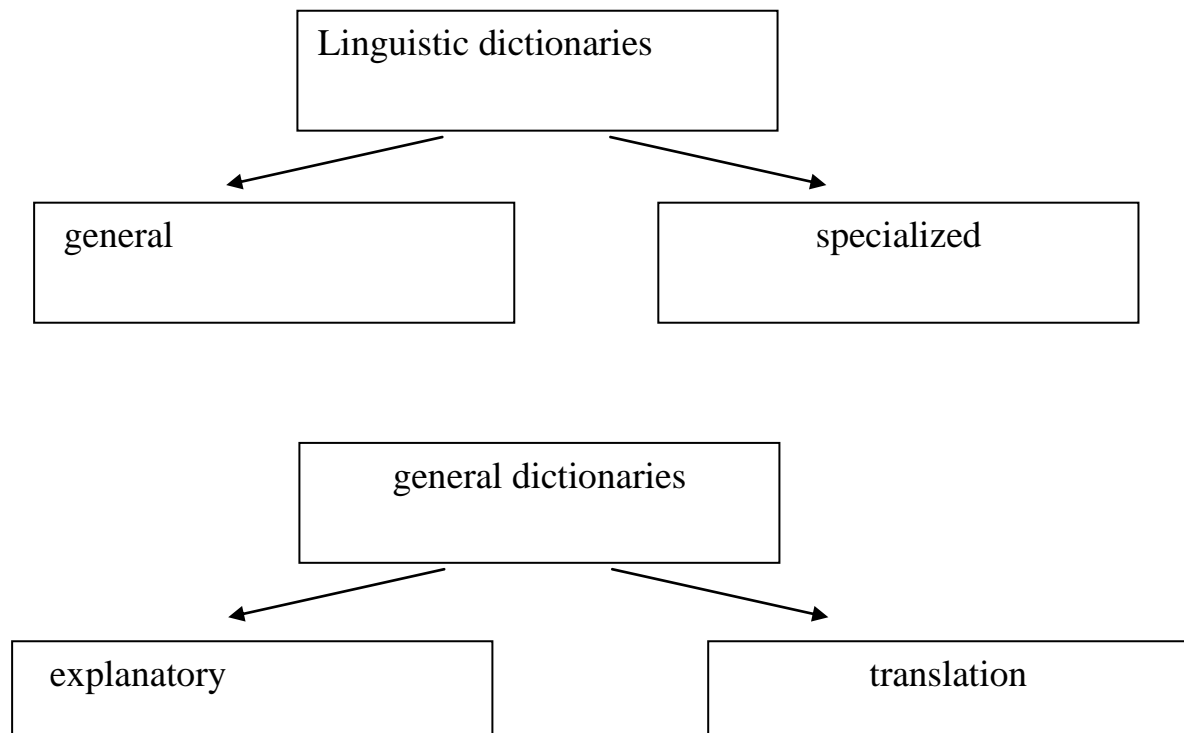 Linguistic dictionaries
general
specialized
general dictionaries
explanatory
translation